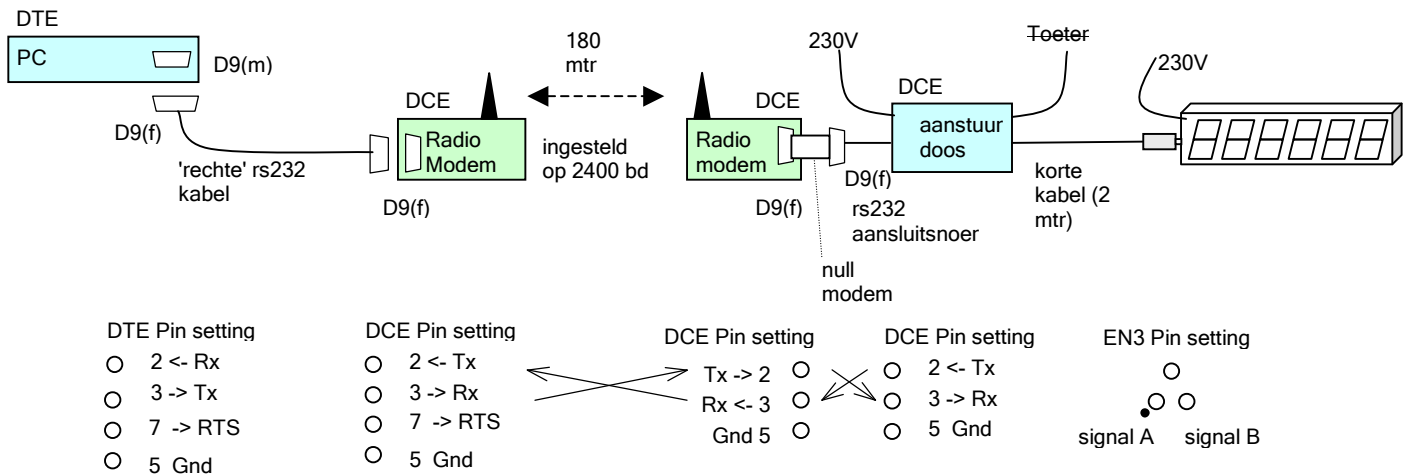 DTE
PC
D9(m)
D9(f)
'rechte' rs232
kabel
DCE
Radio
Modem
D9(f)
180
mtr
ingesteld
op 2400 bd
DCE
Radio
modem
D9(f)
null
modem
230V
DCE
aanstuur
doos
D9(f)
rs232
aansluitsnoer
Toeter
korte
kabel (2
mtr)
230V
DTE Pin setting
2 <- Rx
3 -> Tx
7 -> RTS
5 Gnd
DCE Pin setting
2 <- Tx
3 -> Rx
7 -> RTS
5 Gnd
DCE Pin setting
Tx -> 2
Rx <- 3
Gnd 5
DCE Pin setting
2 <- Tx
3 -> Rx
5 Gnd
EN3 Pin setting
signal A signal B